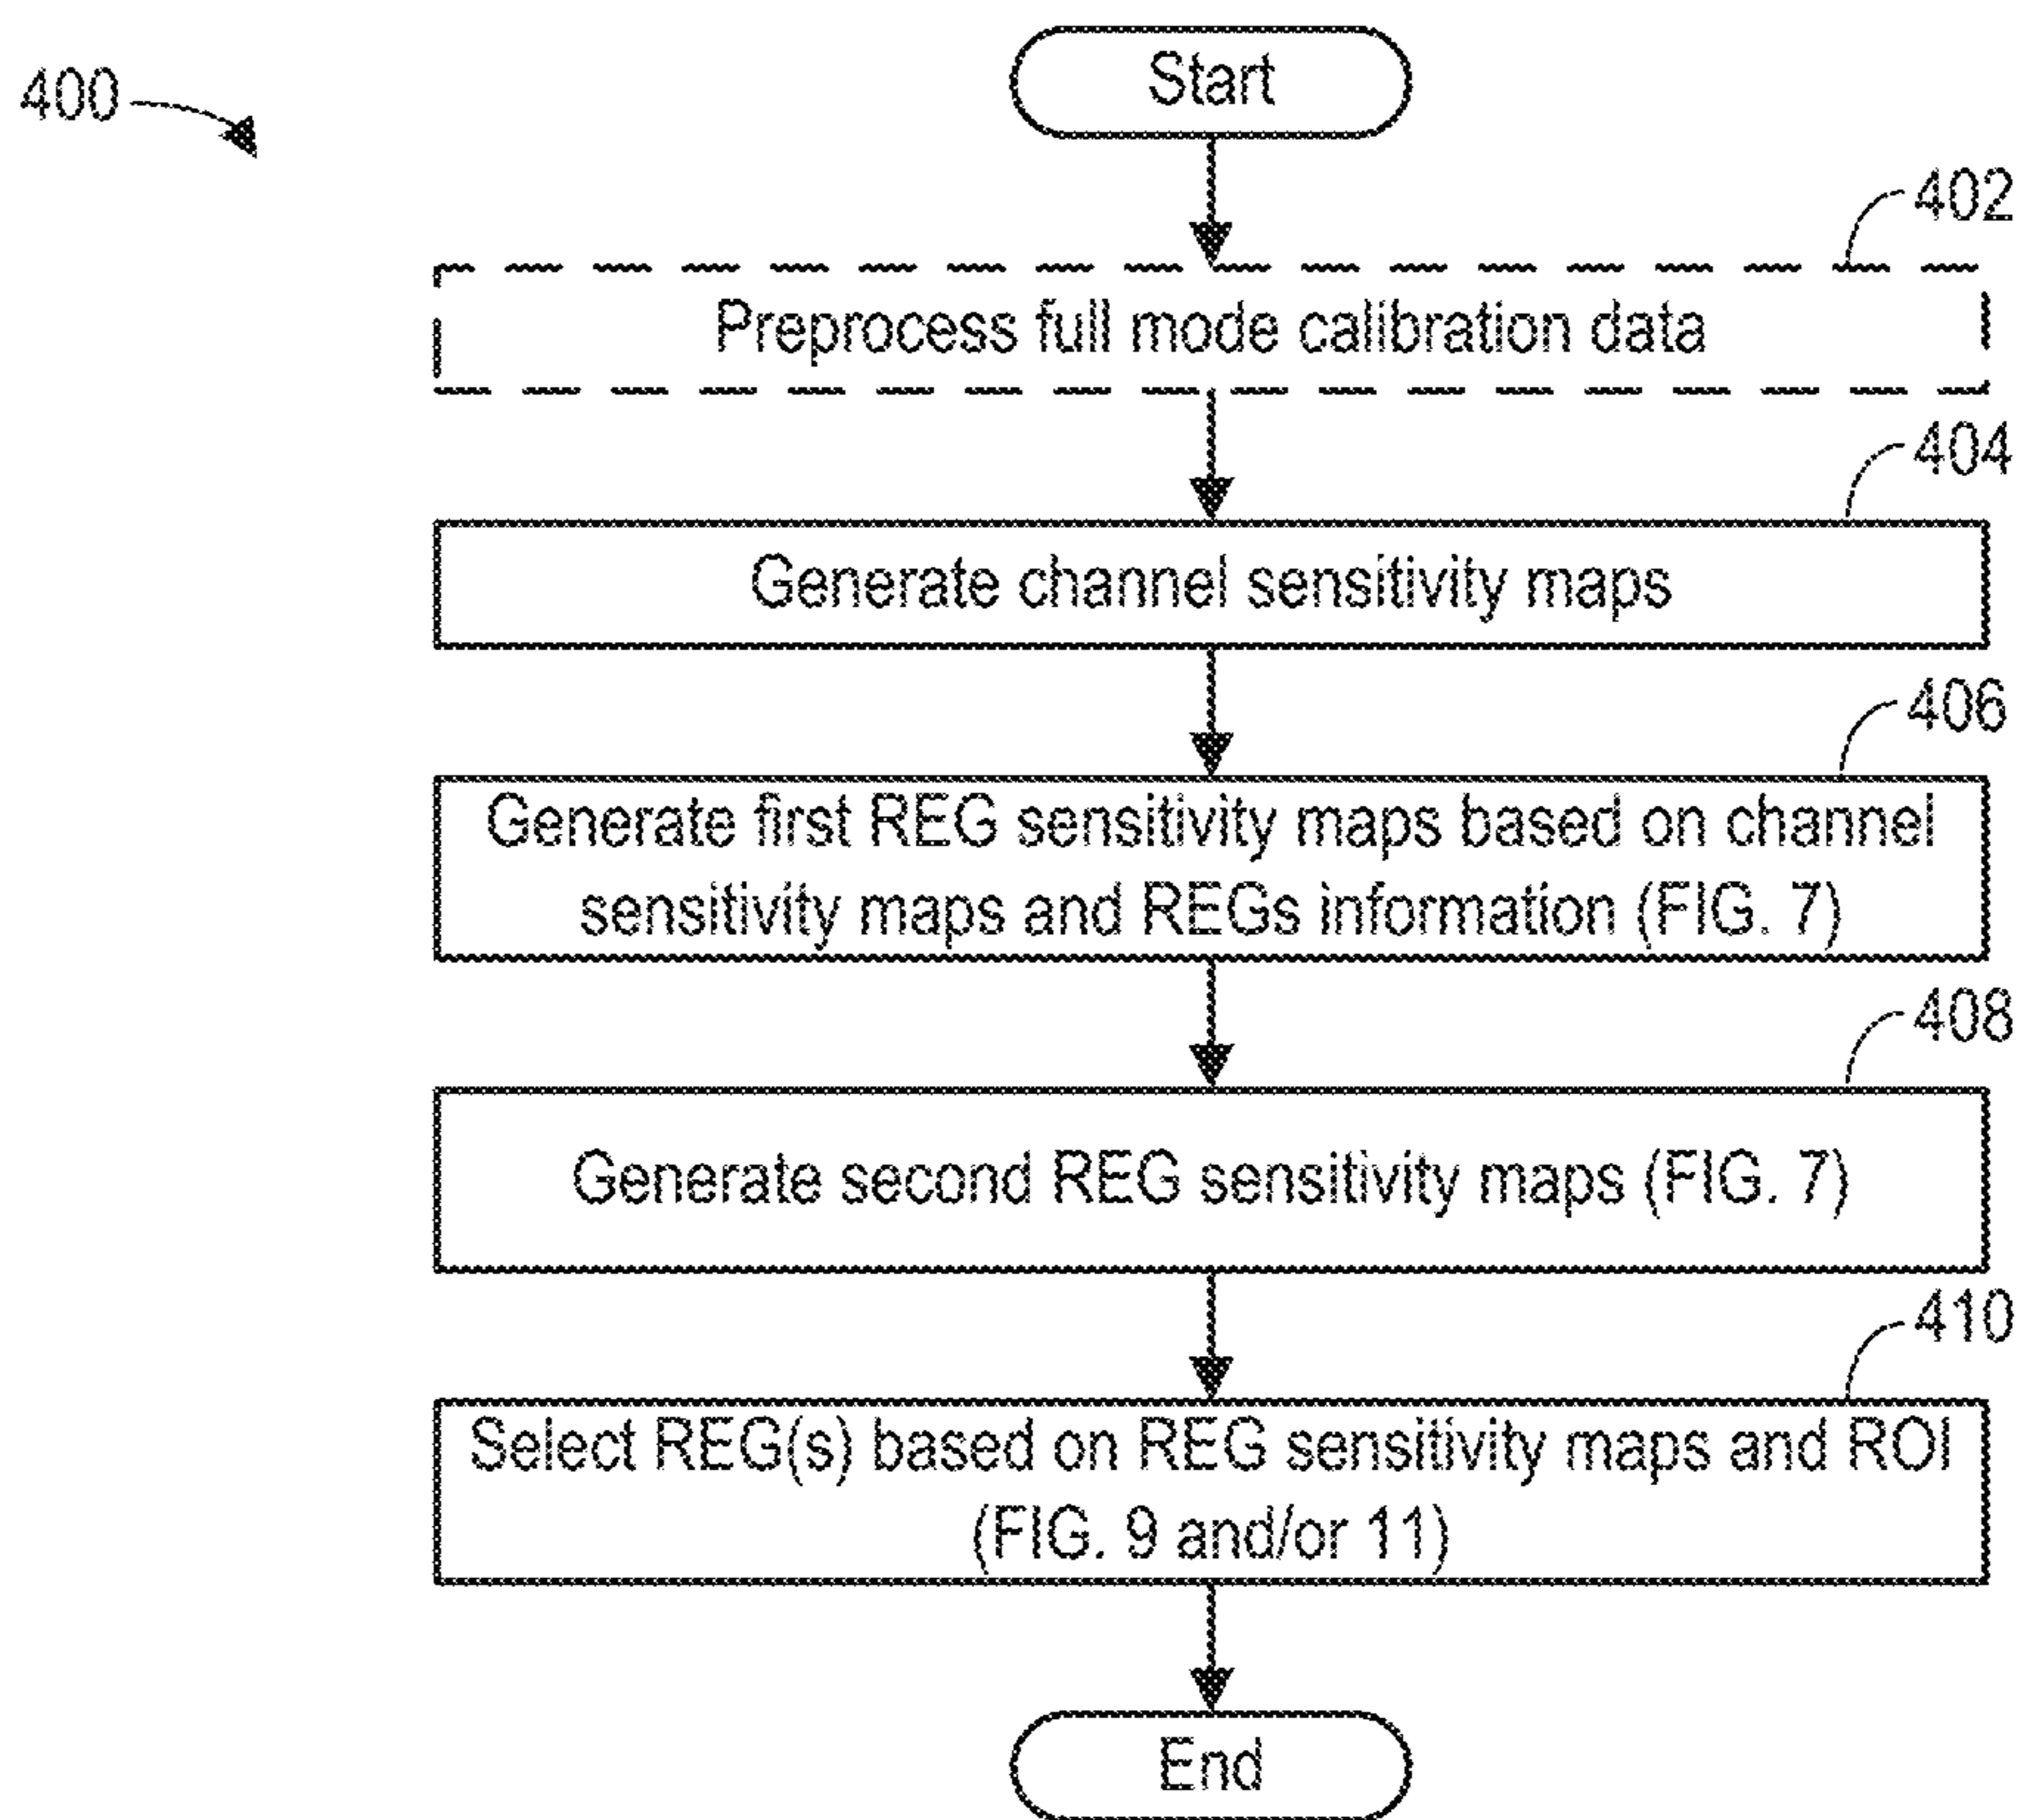 400
Start
402
Preprocess full mode calibration data
404
Generate channel sensitivity maps
406
Generate first REG sensitivity maps based on channel
sensitivity maps and REGs information (FIG. 7)
408
Generate second REG sensitivity maps (FIG. 7)
410
Select REG(s) based on REG sensitivity maps and ROI
(FIG. 9 and/or 11)
End